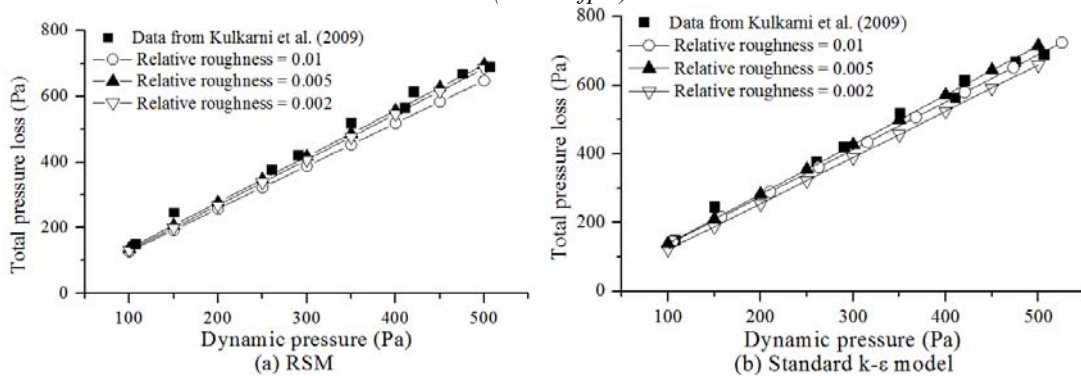 800
600
400
200
0
Total pressure loss (Pa)
Data from Kulkarni et al. (2009)
Relative roughness = 0.01
Relative roughness = 0.005
Relative roughness = 0.002
100 200 300 400 500
Dynamic pressure (Pa)
(a) RSM
800
600
400
200
0
Total pressure loss (Pa)
Data from Kulkarni et al. (2009)
Relative roughness = 0.01
Relative roughness = 0.005
Relative roughness = 0.002
100 200 300 400 500
Dynamic pressure (Pa)
(b) Standard k-ε model